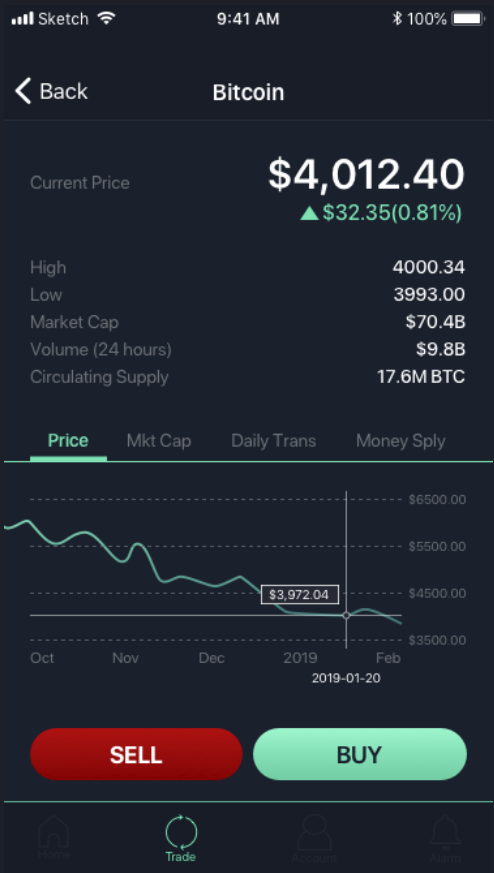 Sketch 9:41 AM 100%
Back Bitcoin
Current Price $4,012.40
▲$32.35(0.81%)
High 4000.34
Low 3993.00
Market Cap $70.4B
Volume (24 hours) $9.8B
Circulating Supply 17.6M BTC
Price Mkt Cap Daily Trans Money Sply
$6500.00
$5500.00
$4500.00
$3,972.04
$3500.00
Oct Nov Dec 2019 Feb
2019-01-20
SELL BUY
Home Trade Account Alarm